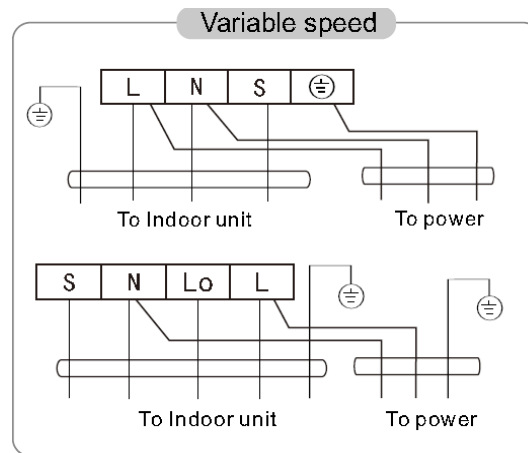 Variable speed
L N S
To Indoor unit To power
S N Lo L
To Indoor unit To power